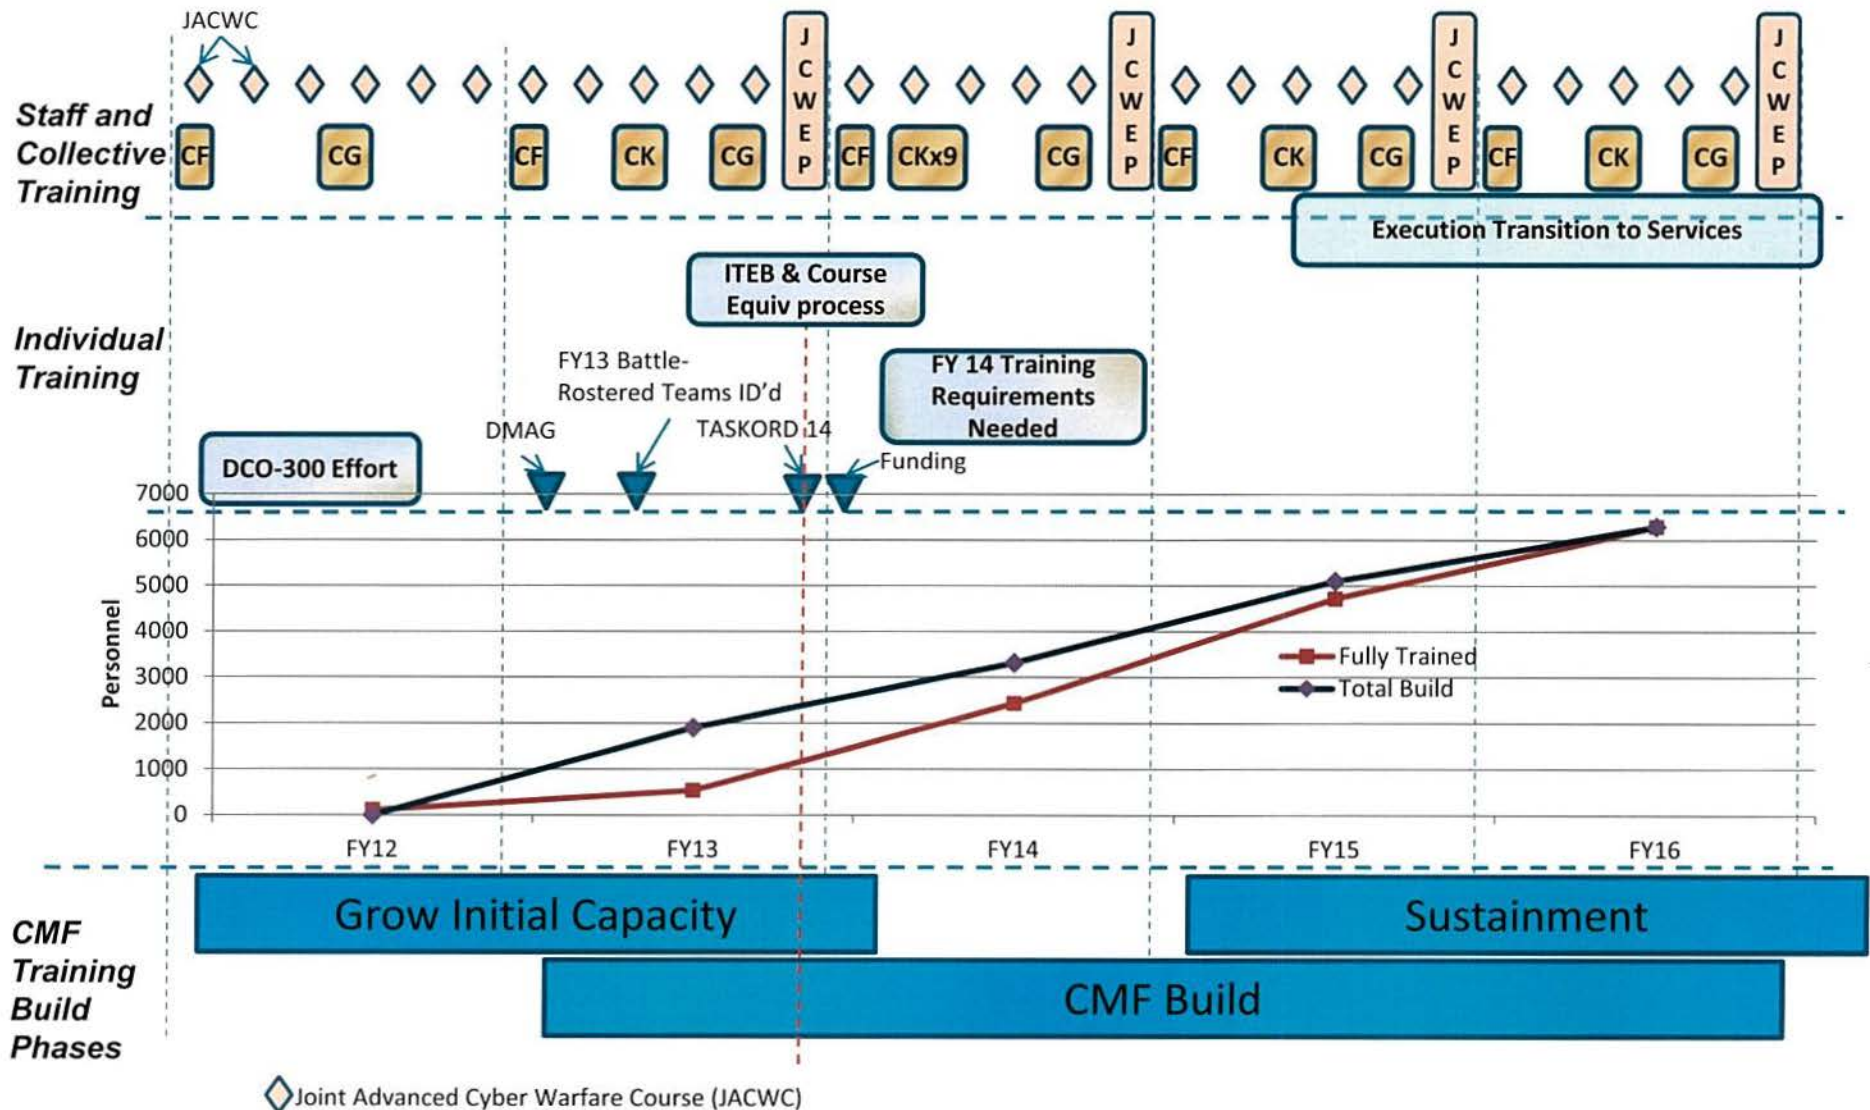 JACWC
J
C
W
E
P
J
C
W
E
P
J
C
W
E
P
J
C
W
E
P
Staff and
Collective
Training
CF CG CF CK CG CF CKx9 CG CF CK CG CF CK CG
Execution Transition to Services
ITEB & Course
Equiv process
Individual
Training
FY13 Battle-
Rostered Teams ID'd
FY 14 Training
Requirements
Needed
DMAG
TASKORD 14
Funding
DCO-300 Effort
7000
6000
5000
4000
3000
2000
1000
0
Personnel
Fully Trained
Total Build
FY12 FY13 FY14 FY15 FY16
Grow Initial Capacity
Sustainment
CMF
Training
Build
Phases
CMF Build
Joint Advanced Cyber Warfare Course (JACWC)